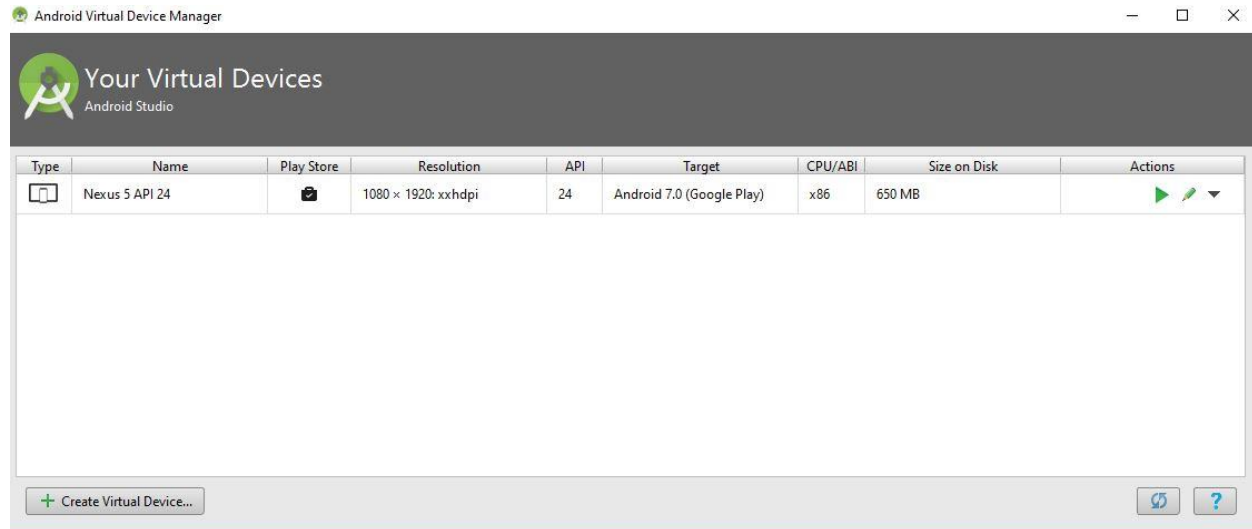 Android Virtual Device Manager
Your Virtual Devices
Android Studio
Type Name Play Store Resolution API Target CPU/ABI Size on Disk Actions
Nexus 5 API 24 1080 × 1920: xxhdpi 24 Android 7.0 (Google Play) x86 650 MB
Create Virtual Device...
?